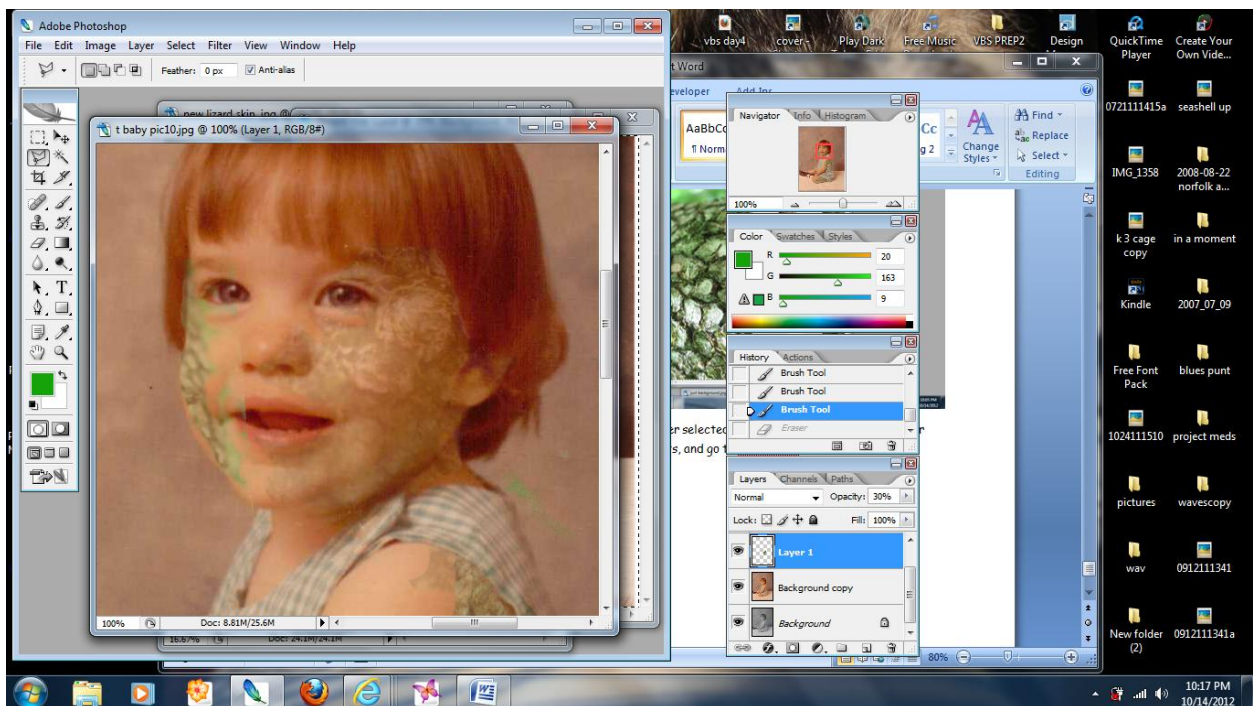 Adobe Photoshop
File Edit Image Layer Select Filter View Window Help
Feather: 0 px Anti-alias
new lizard skin
t baby pic10.jpg @ 100% (Layer 1, RGB/8#)
100% Doc: 8.81M/25.6M
16.67% Doc: 24.1M/24.1M
t Word
eveloper Add-Ins
AaBbCc
¶ Norm
Cc
g 2
Change
Styles
Find
Replace
Select
Editing
Navigator Info Histogram
100%
Color Swatches Styles
R 20
G 163
B 9
History Actions
Brush Tool
Brush Tool
Brush Tool
Eraser
er selected
r
s, and go t
Layers Channels Paths
Normal Opacity: 30%
Lock: Fill: 100%
Layer 1
Background copy
Background
80%
vbs day4
cover -
Play Dark
Free Music
VBS PREP2
Design
QuickTime
Player
Create Your
Own Vide...
0721111415a
seashell up
IMG_1358
2008-08-22
norfolk a...
k 3 cage
copy
in a moment
Kindle
2007_07_09
Free Font
Pack
blues punt
1024111510
project meds
pictures
wavescopy
wav
0912111341
New folder
(2)
0912111341a
10:17 PM
10/14/2012